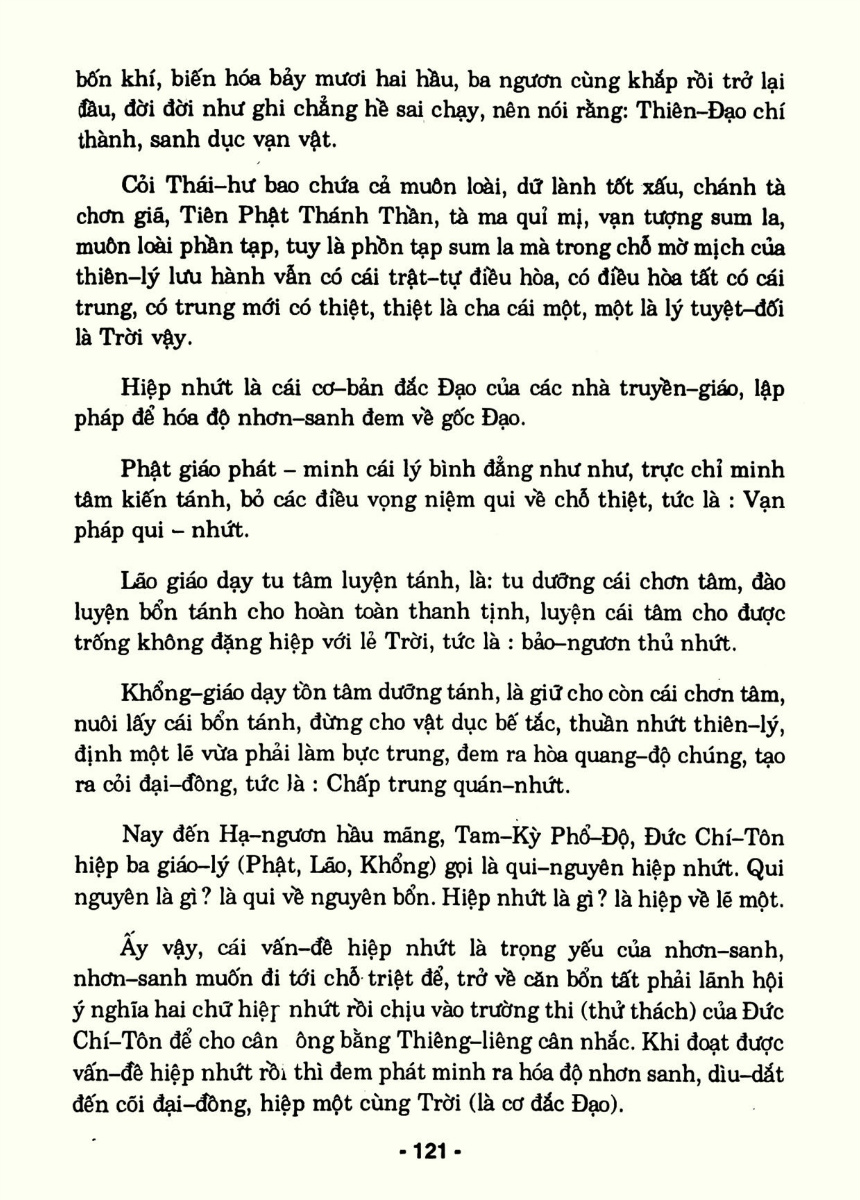 bốn khí, biến hóa bảy mươi hai hầu, ba ngươn cùng khắp rồi trở lại
đầu, đời đời như ghi chẳng hề sai chạy, nên nói rằng: Thiên–Đạo chí
thành, sanh dục vạn vật.
Cỏi Thái–hư bao chứa cả muôn loài, dữ lành tốt xấu, chánh tà
chơn giã, Tiên Phật Thánh Thần, tà ma quỉ mị, vạn tượng sum la,
muôn loài phần tạp, tuy là phồn tạp sum la mà trong chỗ mờ mịch của
thiên–lý lưu hành vẫn có cái trật–tự điều hòa, có điều hòa tất có cái
trung, có trung mới có thiệt, thiệt là cha cái một, một là lý tuyệt–đối
là Trời vậy.
Hiệp nhứt là cái cơ–bản đắc Đạo của các nhà truyền–giáo, lập
pháp để hóa độ nhơn–sanh đem về gốc Đạo.
Phật giáo phát – minh cái lý bình đẳng như như, trực chỉ minh
tâm kiến tánh, bỏ các điều vọng niệm qui về chỗ thiệt, tức là : Vạn
pháp qui – nhứt.
Lão giáo dạy tu tâm luyện tánh, là: tu dưỡng cái chơn tâm, đào
luyện bổn tánh cho hoàn toàn thanh tịnh, luyện cái tâm cho được
trống không đặng hiệp với lẻ Trời, tức là : bảo–ngươn thủ nhứt.
Khổng–giáo dạy tồn tâm dưỡng tánh, là giữ cho còn cái chơn tâm,
nuôi lấy cái bổn tánh, đừng cho vật dục bế tắc, thuần nhứt thiên–lý,
định một lẽ vừa phải làm bực trung, đem ra hòa quang–độ chúng, tạo
ra cỏi đại–đồng, tức là : Chấp trung quán–nhứt.
Nay đến Hạ–ngươn hầu mãng, Tam–Kỳ Phổ–Độ, Đức Chí–Tôn
hiệp ba giáo–lý (Phật, Lão, Khổng) gọi là qui–nguyên hiệp nhứt. Qui
nguyên là gì? là qui về nguyên bổn. Hiệp nhứt là gì? là hiệp về lẽ một.
Ấy vậy, cái vấn–đề hiệp nhứt là trọng yếu của nhơn–sanh,
nhơn–sanh muốn đi tới chỗ triệt để, trở về căn bổn tất phải lãnh hội
ý nghĩa hai chữ hiệp nhứt rồi chịu vào trường thi (thử thách) của Đức
Chí–Tôn để cho cân ông bằng Thiêng–liêng cân nhắc. Khi đoạt được
vấn–đề hiệp nhứt rồi thì đem phát minh ra hóa độ nhơn sanh, dìu–dắt
đến cõi đại–đồng, hiệp một cùng Trời (là cơ đắc Đạo).
- 121 -